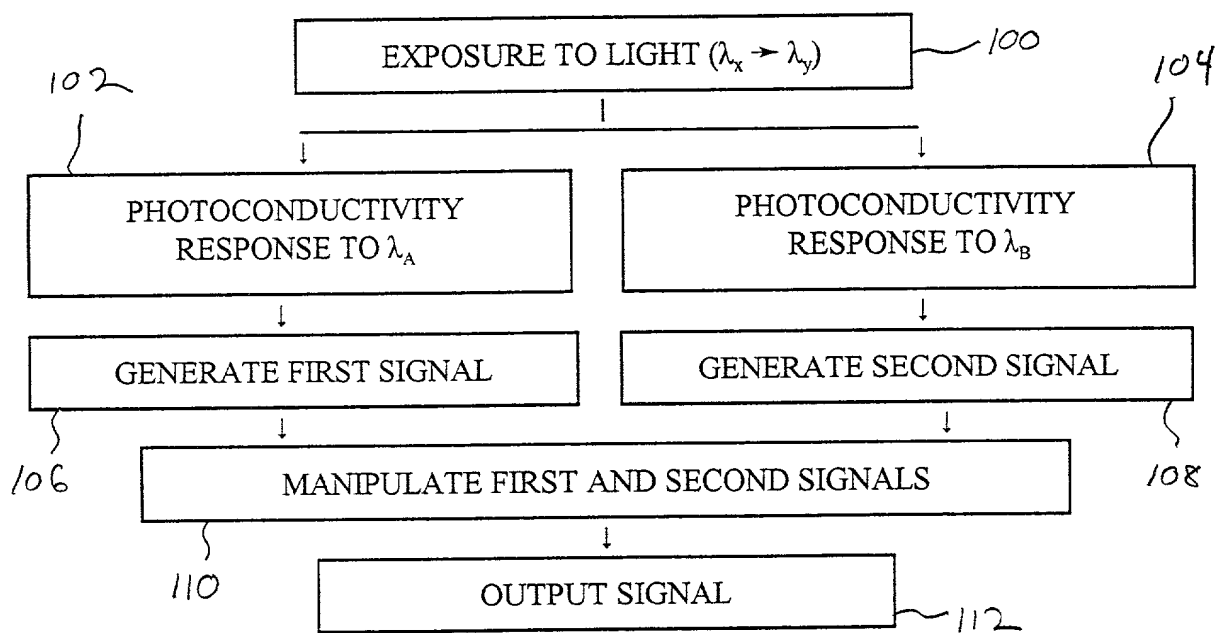 EXPOSURE TO LIGHT (λx → λy)
100
102
104
PHOTOCONDUCTIVITY
RESPONSE TO λA
PHOTOCONDUCTIVITY
RESPONSE TO λB
GENERATE FIRST SIGNAL
GENERATE SECOND SIGNAL
106
108
MANIPULATE FIRST AND SECOND SIGNALS
110
OUTPUT SIGNAL
112